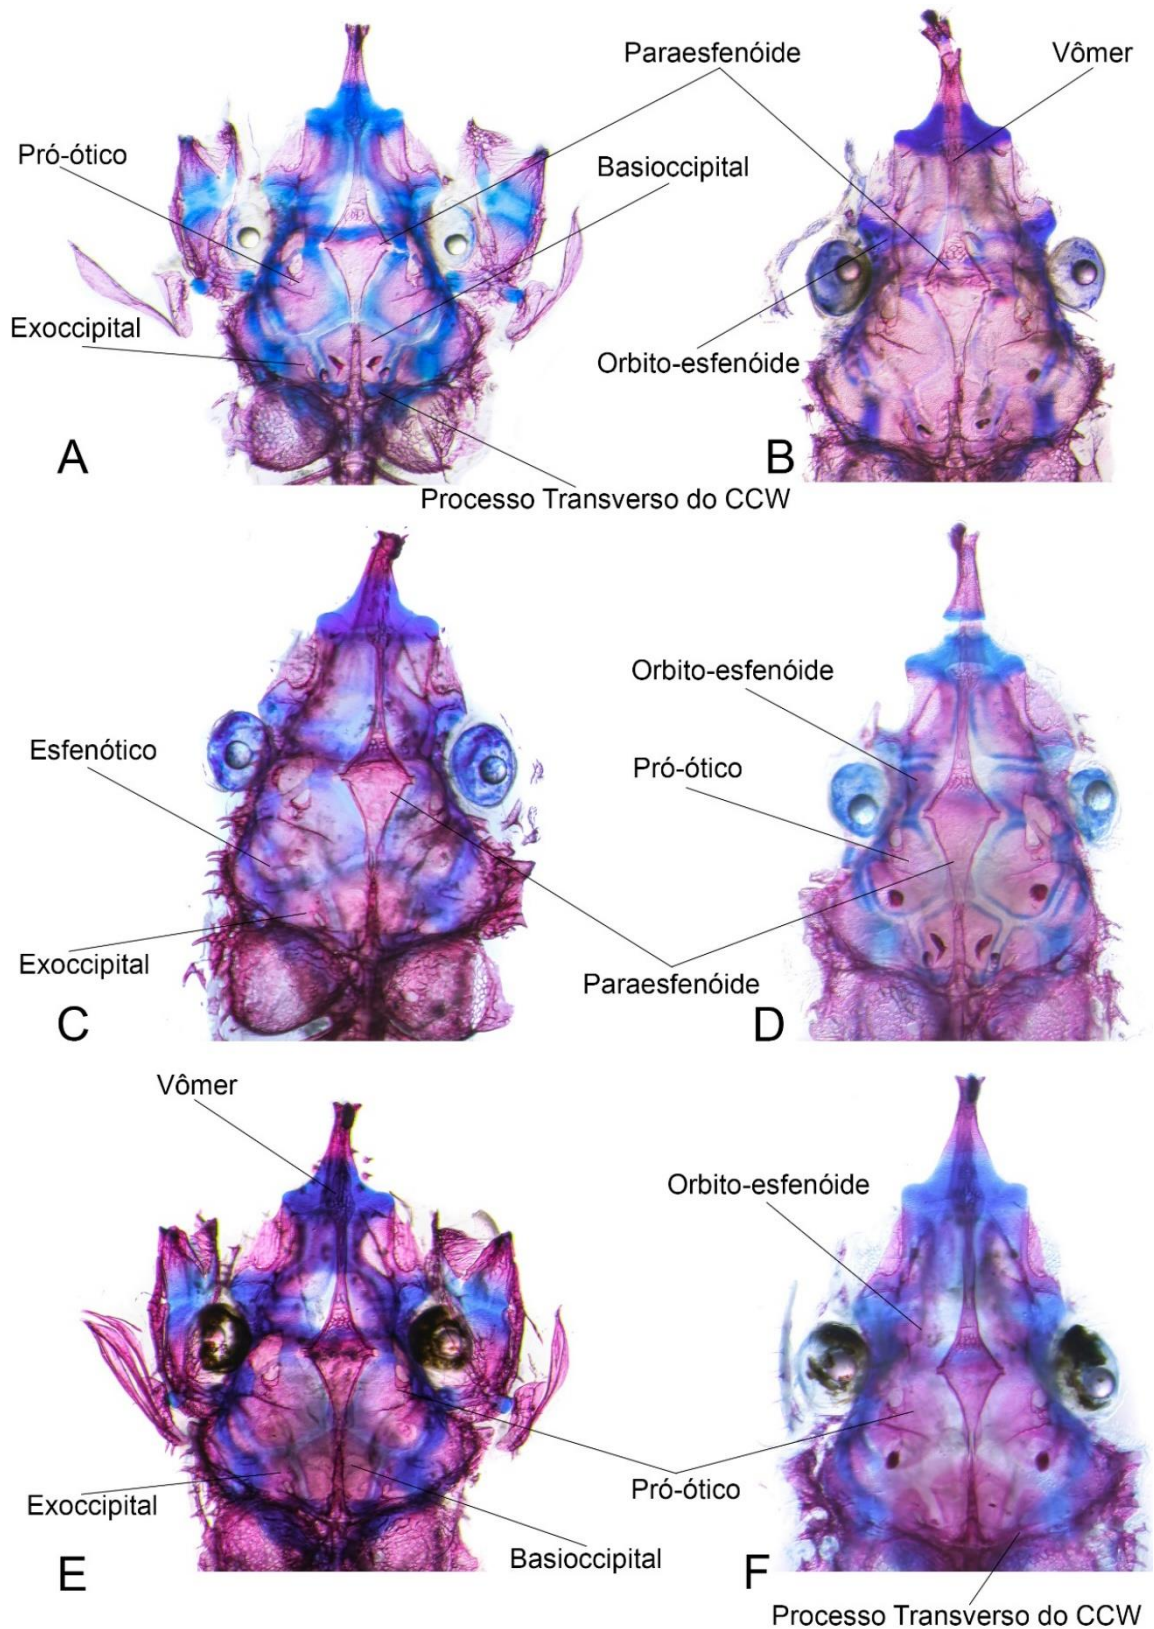 Paraesfenóide
Vômer
Pró-ótico
Basioccipital
Exoccipital
Orbito-esfenóide
A
B
Processo Transverso do CCW
Orbito-esfenóide
Esfenótico
Pró-ótico
Exoccipital
Paraesfenóide
C
D
Vômer
Orbito-esfenóide
Pró-ótico
Exoccipital
Basioccipital
E
F
Processo Transverso do CCW